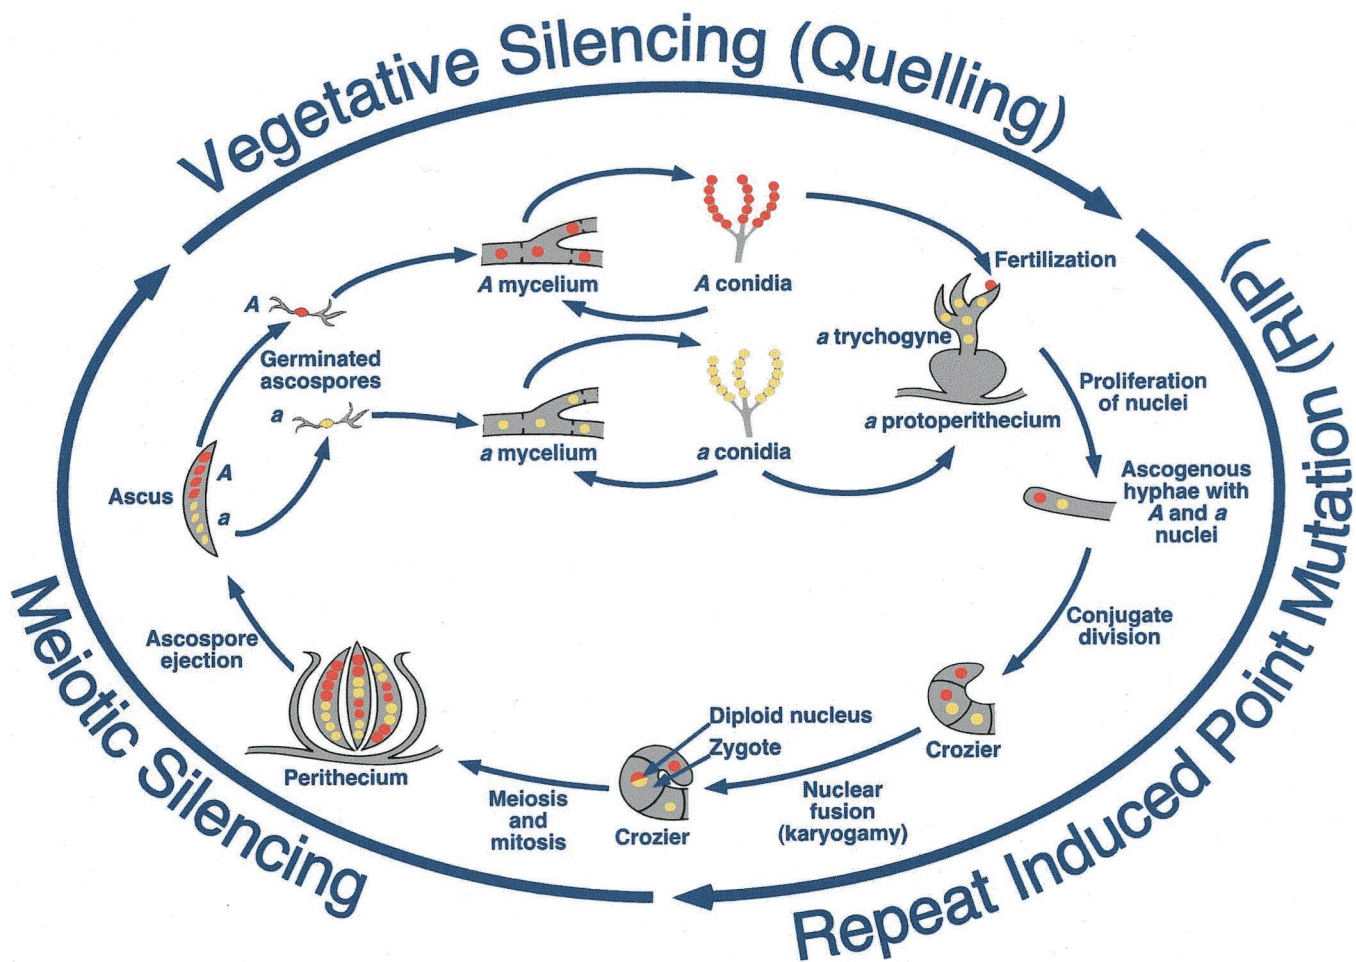 Vegetative Silencing (Quelling)
Repeat Induced Point Mutation (RIP)
Meiotic Silencing
A mycelium
A conidia
Fertilization
A
Germinated
ascospores
a
a mycelium
a conidia
a trychogyne
a protoperithecium
Proliferation
of nuclei
Ascogenous
hyphae with
A and a
nuclei
Conjugate
division
Crozier
Nuclear
fusion
(karyogamy)
Diploid nucleus
Zygote
Crozier
Meiosis
and
mitosis
Perithecium
Ascospore
ejection
Ascus
A
a